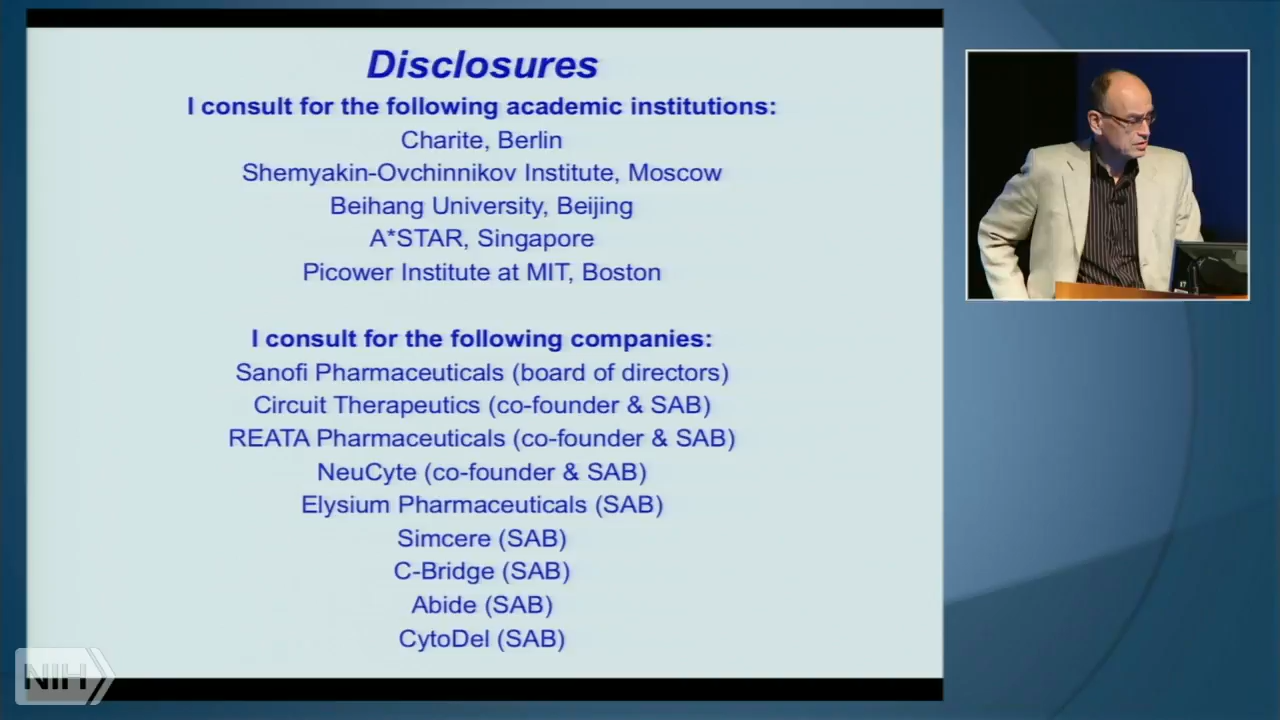 Disclosures
I consult for the following academic institutions:
Charite, Berlin
Shemyakin-Ovchinnikov Institute, Moscow
Beihang University, Beijing
A*STAR, Singapore
Picower Institute at MIT, Boston
I consult for the following companies:
Sanofi Pharmaceuticals (board of directors)
Circuit Therapeutics (co-founder & SAB)
REATA Pharmaceuticals (co-founder & SAB)
NeuCyte (co-founder & SAB)
Elysium Pharmaceuticals (SAB)
Simcere (SAB)
C-Bridge (SAB)
Abide (SAB)
CytoDel (SAB)
NIH